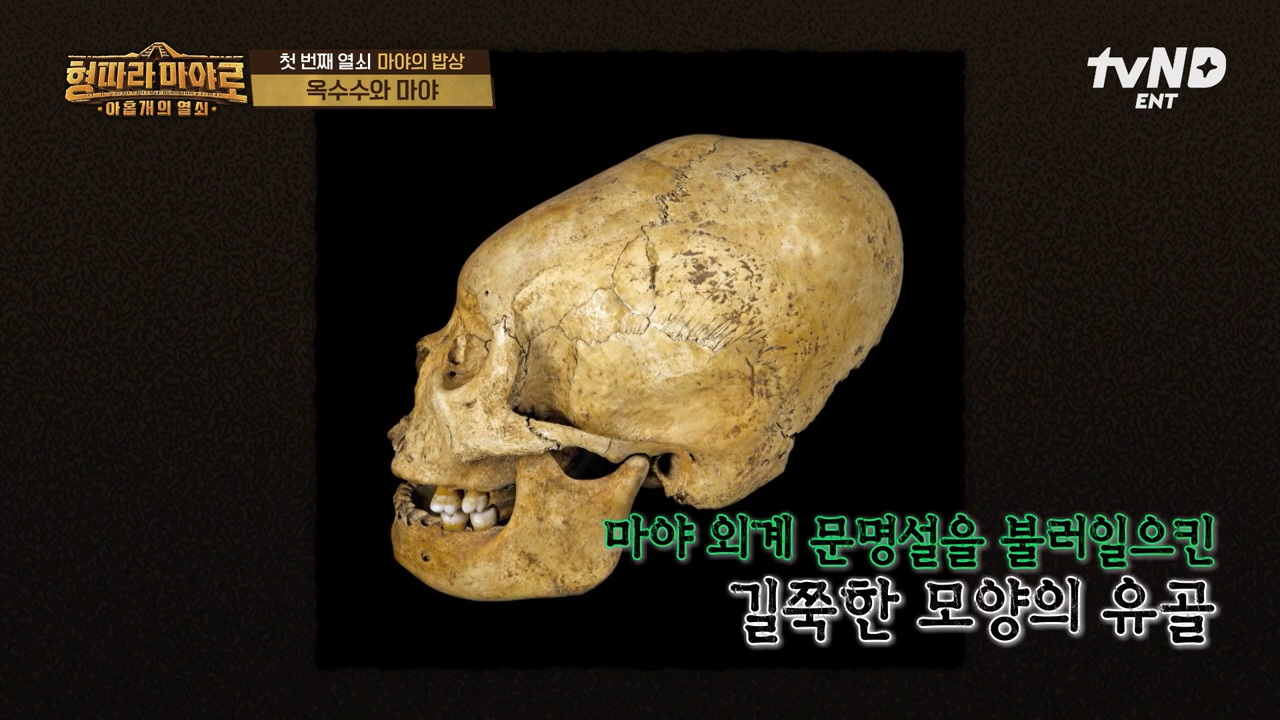 형따라 마야로
·아홉 개의 열쇠·
첫 번째 열쇠 마야의 밥상
옥수수와 마야
tvND
ENT
마야 외계 문명설을 불러일으킨
길쭉한 모양의 유골